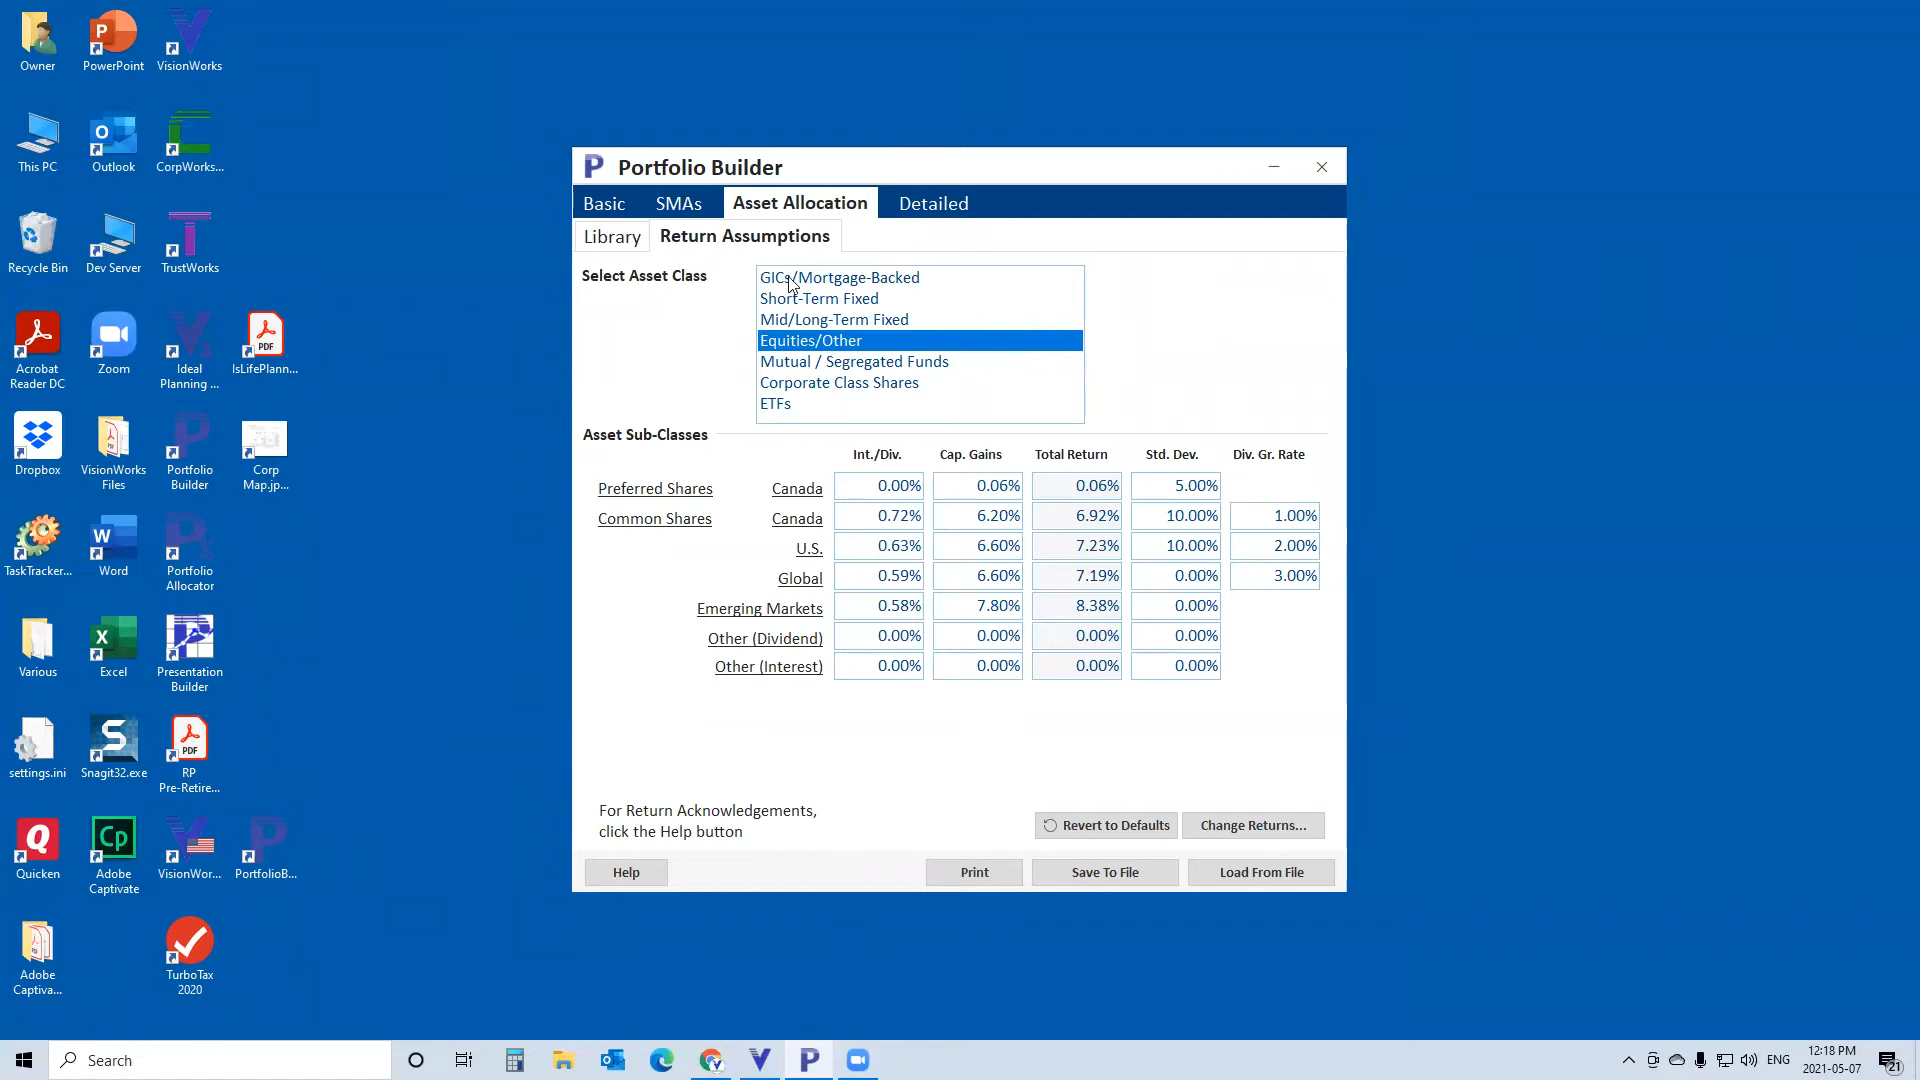 Owner
PowerPoint
VisionWorks
This PC
Outlook
CorpWorks...
Recycle Bin
Dev Server
TrustWorks
Acrobat
Reader DC
Zoom
Ideal
Planning ...
PDF
IsLifePlann...
Dropbox
VisionWorks
Files
Portfolio
Builder
Corp
Map.jp...
TaskTracker...
Word
Portfolio
Allocator
Various
Excel
Presentation
Builder
settings.ini
Snagit32.exe
PDF
RP
Pre-Retire...
Quicken
Adobe
Captivate
VisionWor...
PortfolioB...
Adobe
Captiva...
TurboTax
2020
P Portfolio Builder
Basic SMAs Asset Allocation Detailed
Library Return Assumptions
Select Asset Class
GICs/Mortgage-Backed
Short-Term Fixed
Mid/Long-Term Fixed
Equities/Other
Mutual / Segregated Funds
Corporate Class Shares
ETFs
Asset Sub-Classes
Int./Div. Cap. Gains Total Return Std. Dev. Div. Gr. Rate
Preferred Shares Canada 0.00% 0.06% 0.06% 5.00%
Common Shares Canada 0.72% 6.20% 6.92% 10.00% 1.00%
U.S. 0.63% 6.60% 7.23% 10.00% 2.00%
Global 0.59% 6.60% 7.19% 0.00% 3.00%
Emerging Markets 0.58% 7.80% 8.38% 0.00%
Other (Dividend) 0.00% 0.00% 0.00% 0.00%
Other (Interest) 0.00% 0.00% 0.00% 0.00%
For Return Acknowledgements,
click the Help button
Revert to Defaults Change Returns...
Help Print Save To File Load From File
Search
ENG
12:18 PM
2021-05-07
21